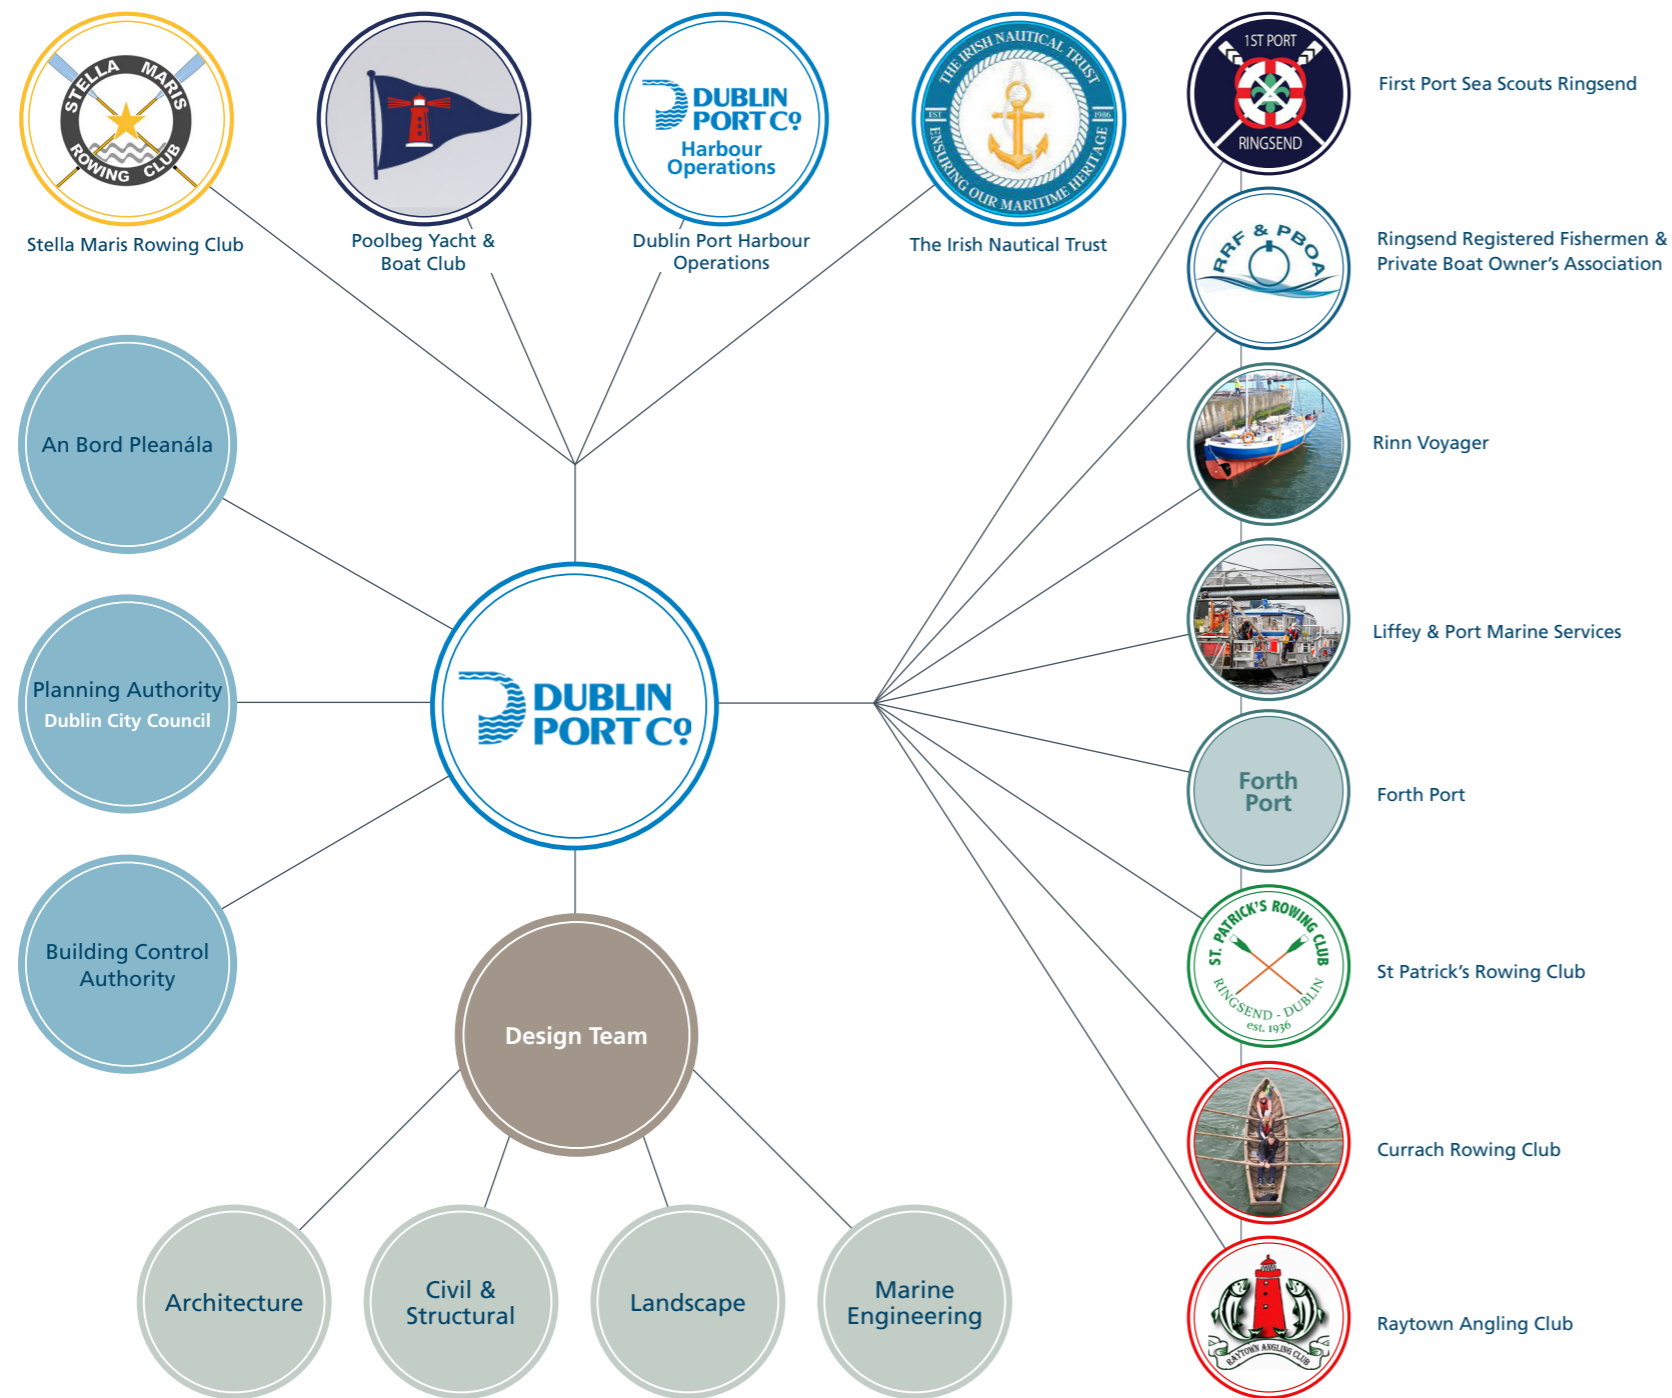 STELLA MARIS
ROWING CLUB
Stella Maris Rowing Club
Poolbeg Yacht &
Boat Club
DUBLIN
PORT Co
Harbour
Operations
Dublin Port Harbour
Operations
THE IRISH NAUTICAL TRUST
EST. 1986
ENSURING OUR MARITIME HERITAGE
The Irish Nautical Trust
1ST PORT
RINGSEND
First Port Sea Scouts Ringsend
RRF & PBOA
Ringsend Registered Fishermen &
Private Boat Owner's Association
Rinn Voyager
Liffey & Port Marine Services
Forth
Port
Forth Port
ST. PATRICK'S ROWING CLUB
RINGSEND - DUBLIN
est. 1936
St Patrick's Rowing Club
Currach Rowing Club
RAYTOWN ANGLING CLUB
Raytown Angling Club
An Bord Pleanála
Planning Authority
Dublin City Council
Building Control
Authority
DUBLIN
PORT Co
Design Team
Architecture
Civil &
Structural
Landscape
Marine
Engineering